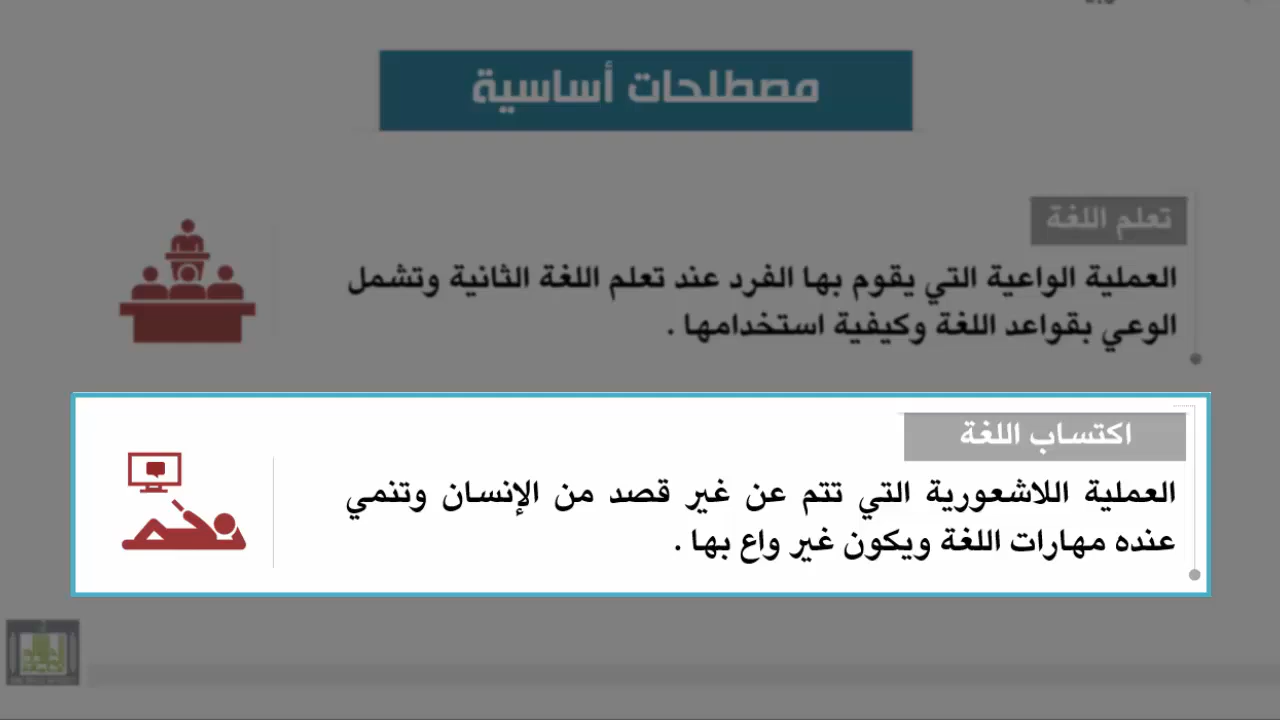 مصطلحات أساسية
تعلم اللغة
العملية الواعية التي يقوم بها الفرد عند تعلم اللغة الثانية وتشمل
الوعي بقواعد اللغة وكيفية استخدامها .
اكتساب اللغة
العملية اللاشعورية التي تتم عن غير قصد من الإنسان وتنمي
عنده مهارات اللغة ويكون غير واع بها .